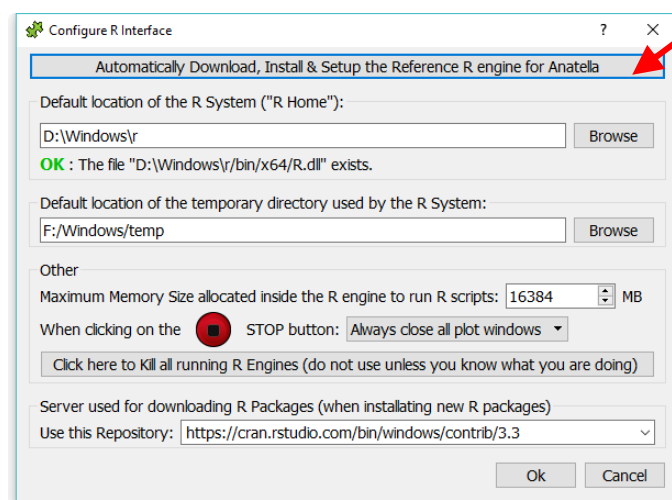 Configure R Interface
Automatically Download, Install & Setup the Reference R engine for Anatella
Default location of the R System ("R Home"):
D:\Windows\r
Browse
OK : The file "D:\Windows\r/bin/x64/R.dll" exists.
Default location of the temporary directory used by the R System:
F:/Windows/temp
Browse
Other
Maximum Memory Size allocated inside the R engine to run R scripts: 16384 MB
When clicking on the STOP button: Always close all plot windows
Click here to Kill all running R Engines (do not use unless you know what you are doing)
Server used for downloading R Packages (when installating new R packages)
Use this Repository: https://cran.rstudio.com/bin/windows/contrib/3.3
Ok Cancel